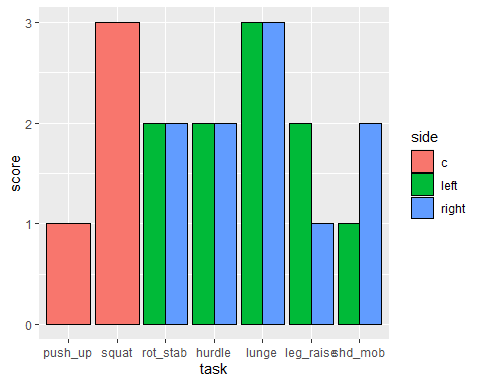 3
2
1
0
score
push_up squat rot_stab hurdle lunge leg_raise shd_mob
task
side
c
left
right